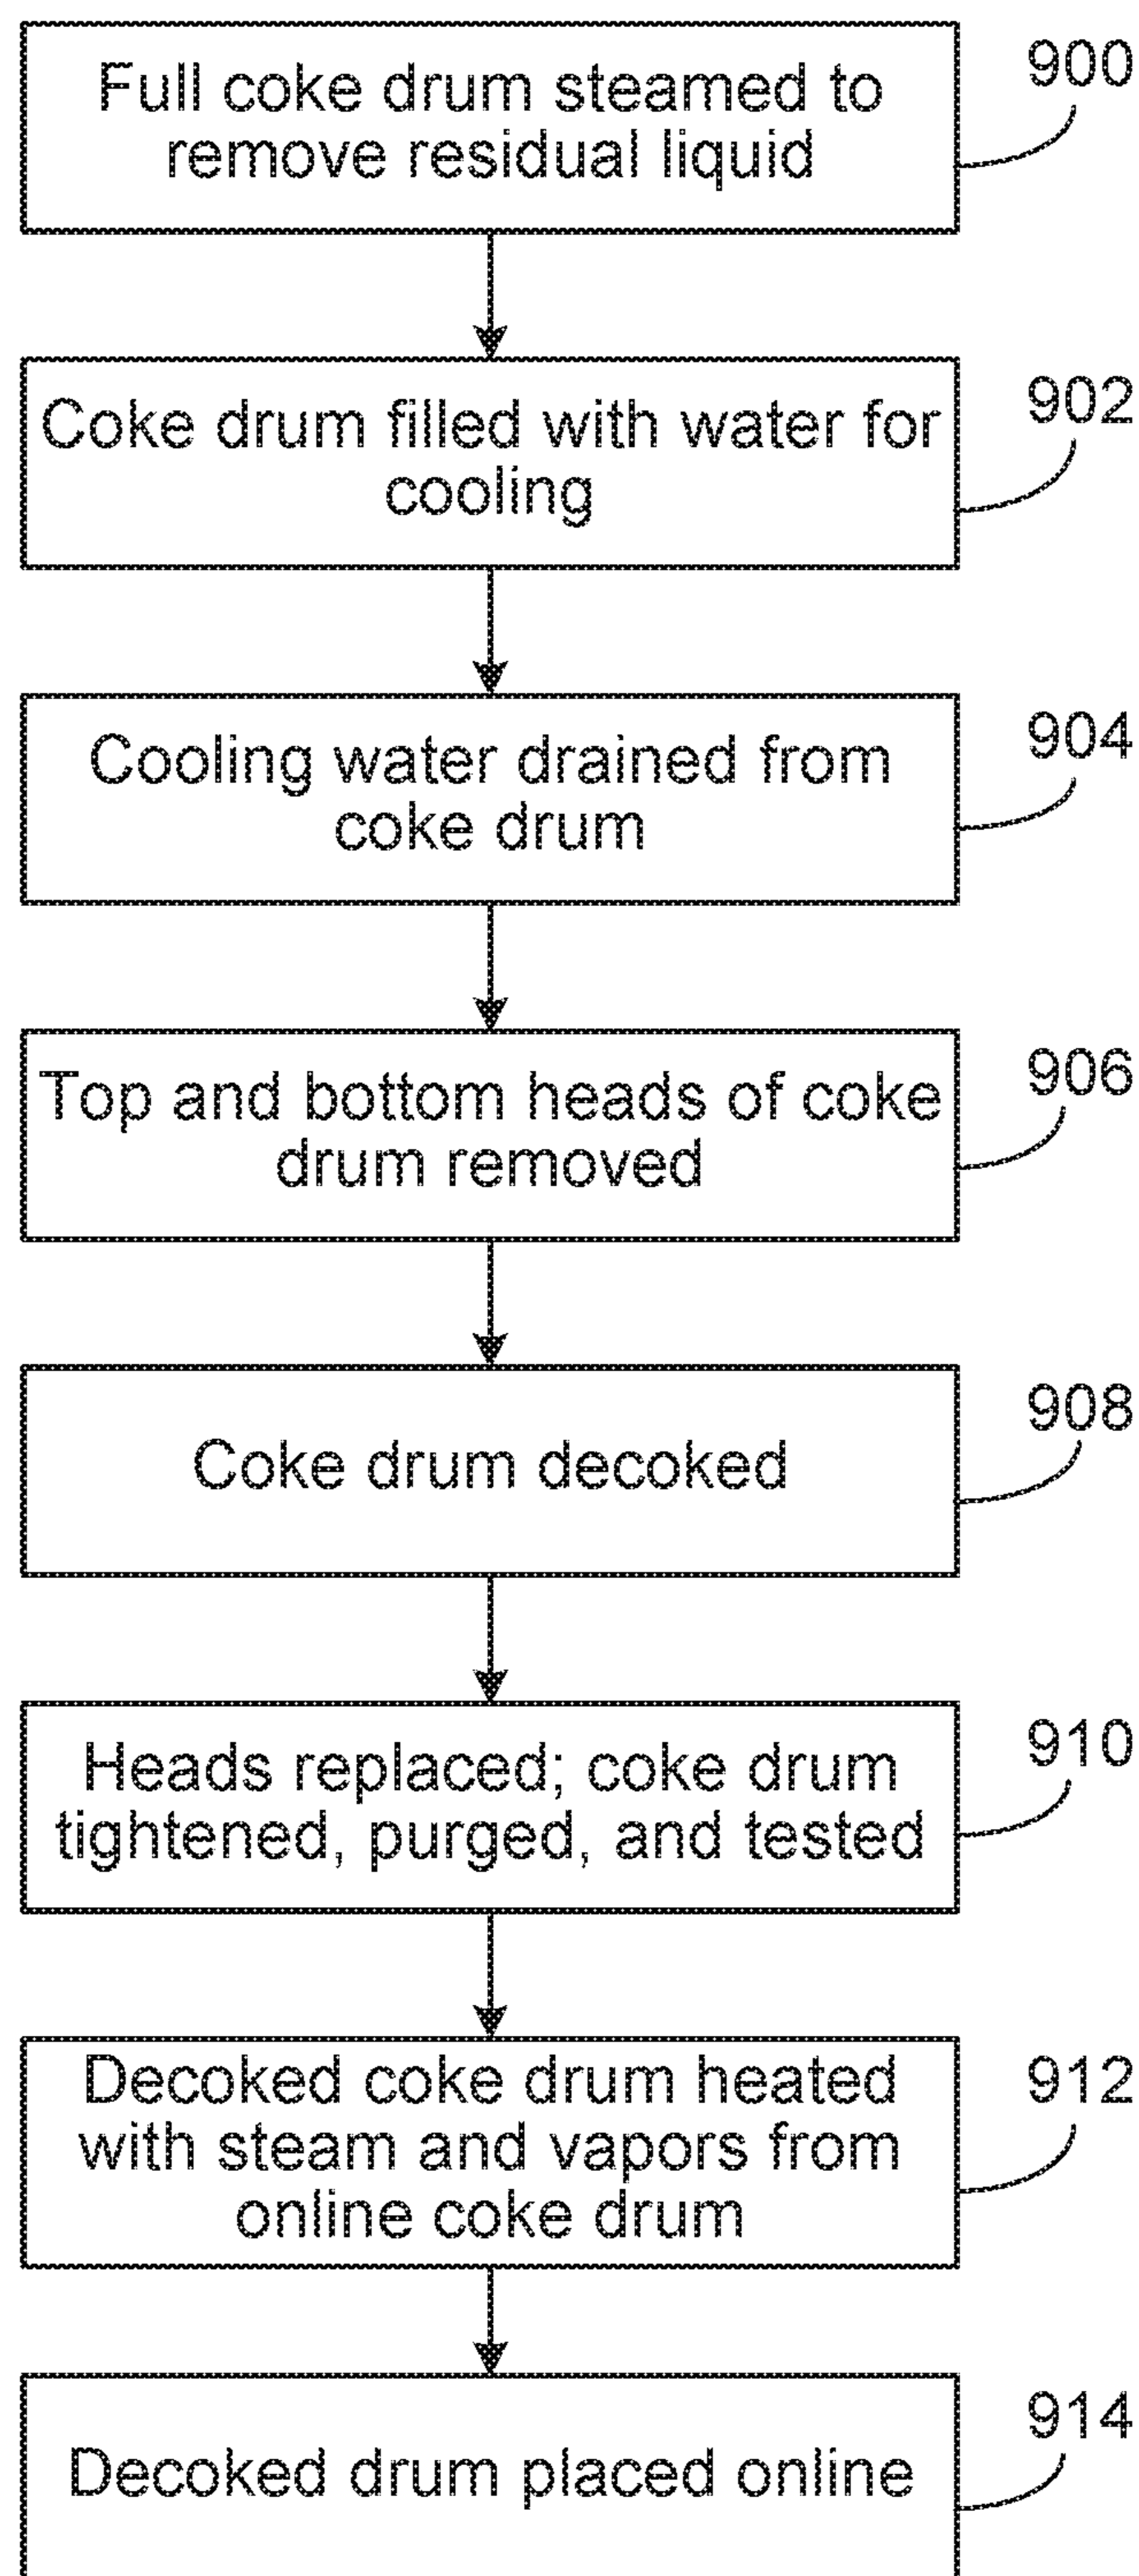 Full coke drum steamed to
remove residual liquid
900
Coke drum filled with water for
cooling
902
Cooling water drained from
coke drum
904
Top and bottom heads of coke
drum removed
906
Coke drum decoked
908
Heads replaced; coke drum
tightened, purged, and tested
910
Decoked coke drum heated
with steam and vapors from
online coke drum
912
Decoked drum placed online
914